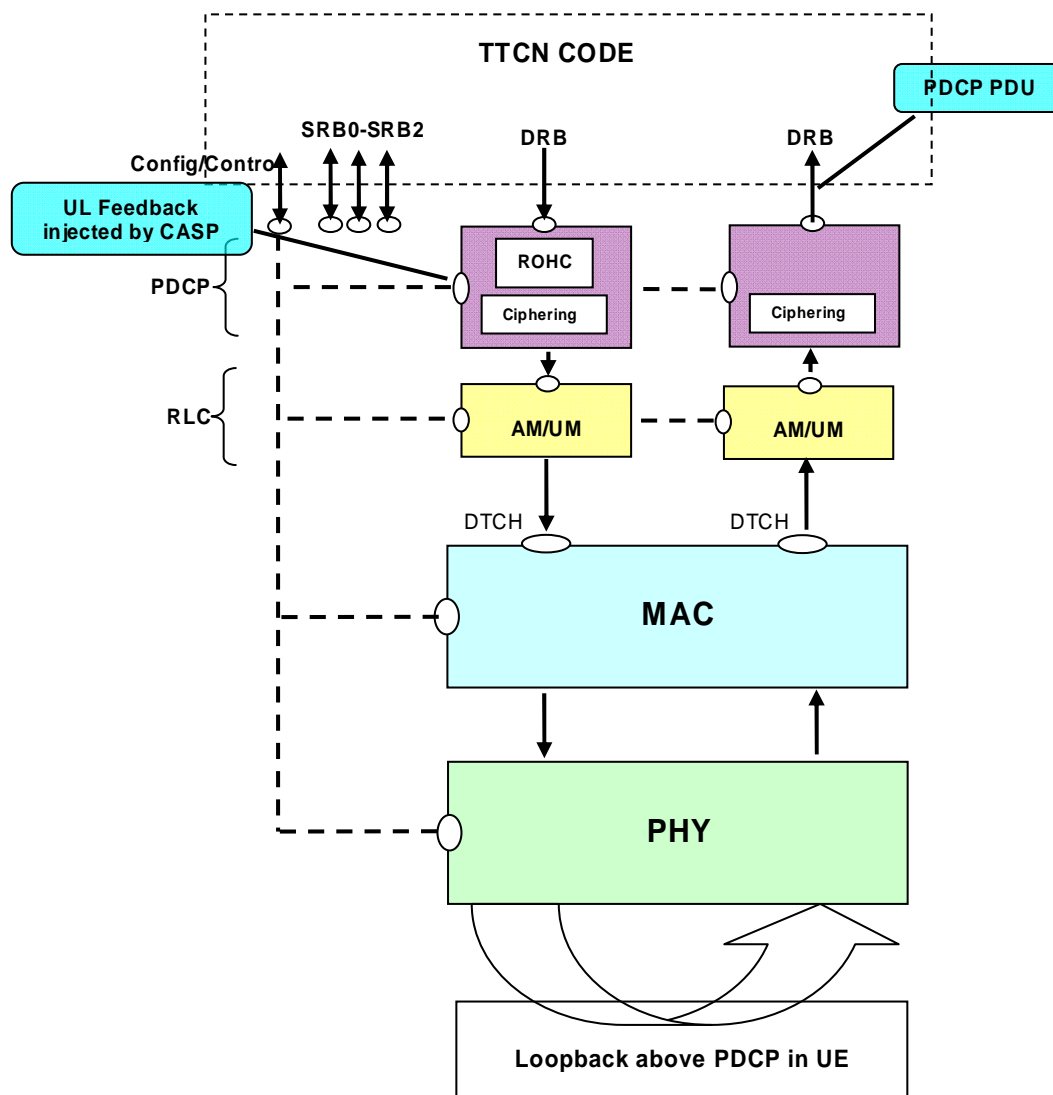 TTCN CODE
PDCP PDU
SRB0-SRB2
DRB
DRB
Config/Contro
UL Feedback
injected by CASP
ROHC
PDCP
Ciphering
Ciphering
RLC
AM/UM
AM/UM
DTCH
DTCH
MAC
PHY
Loopback above PDCP in UE